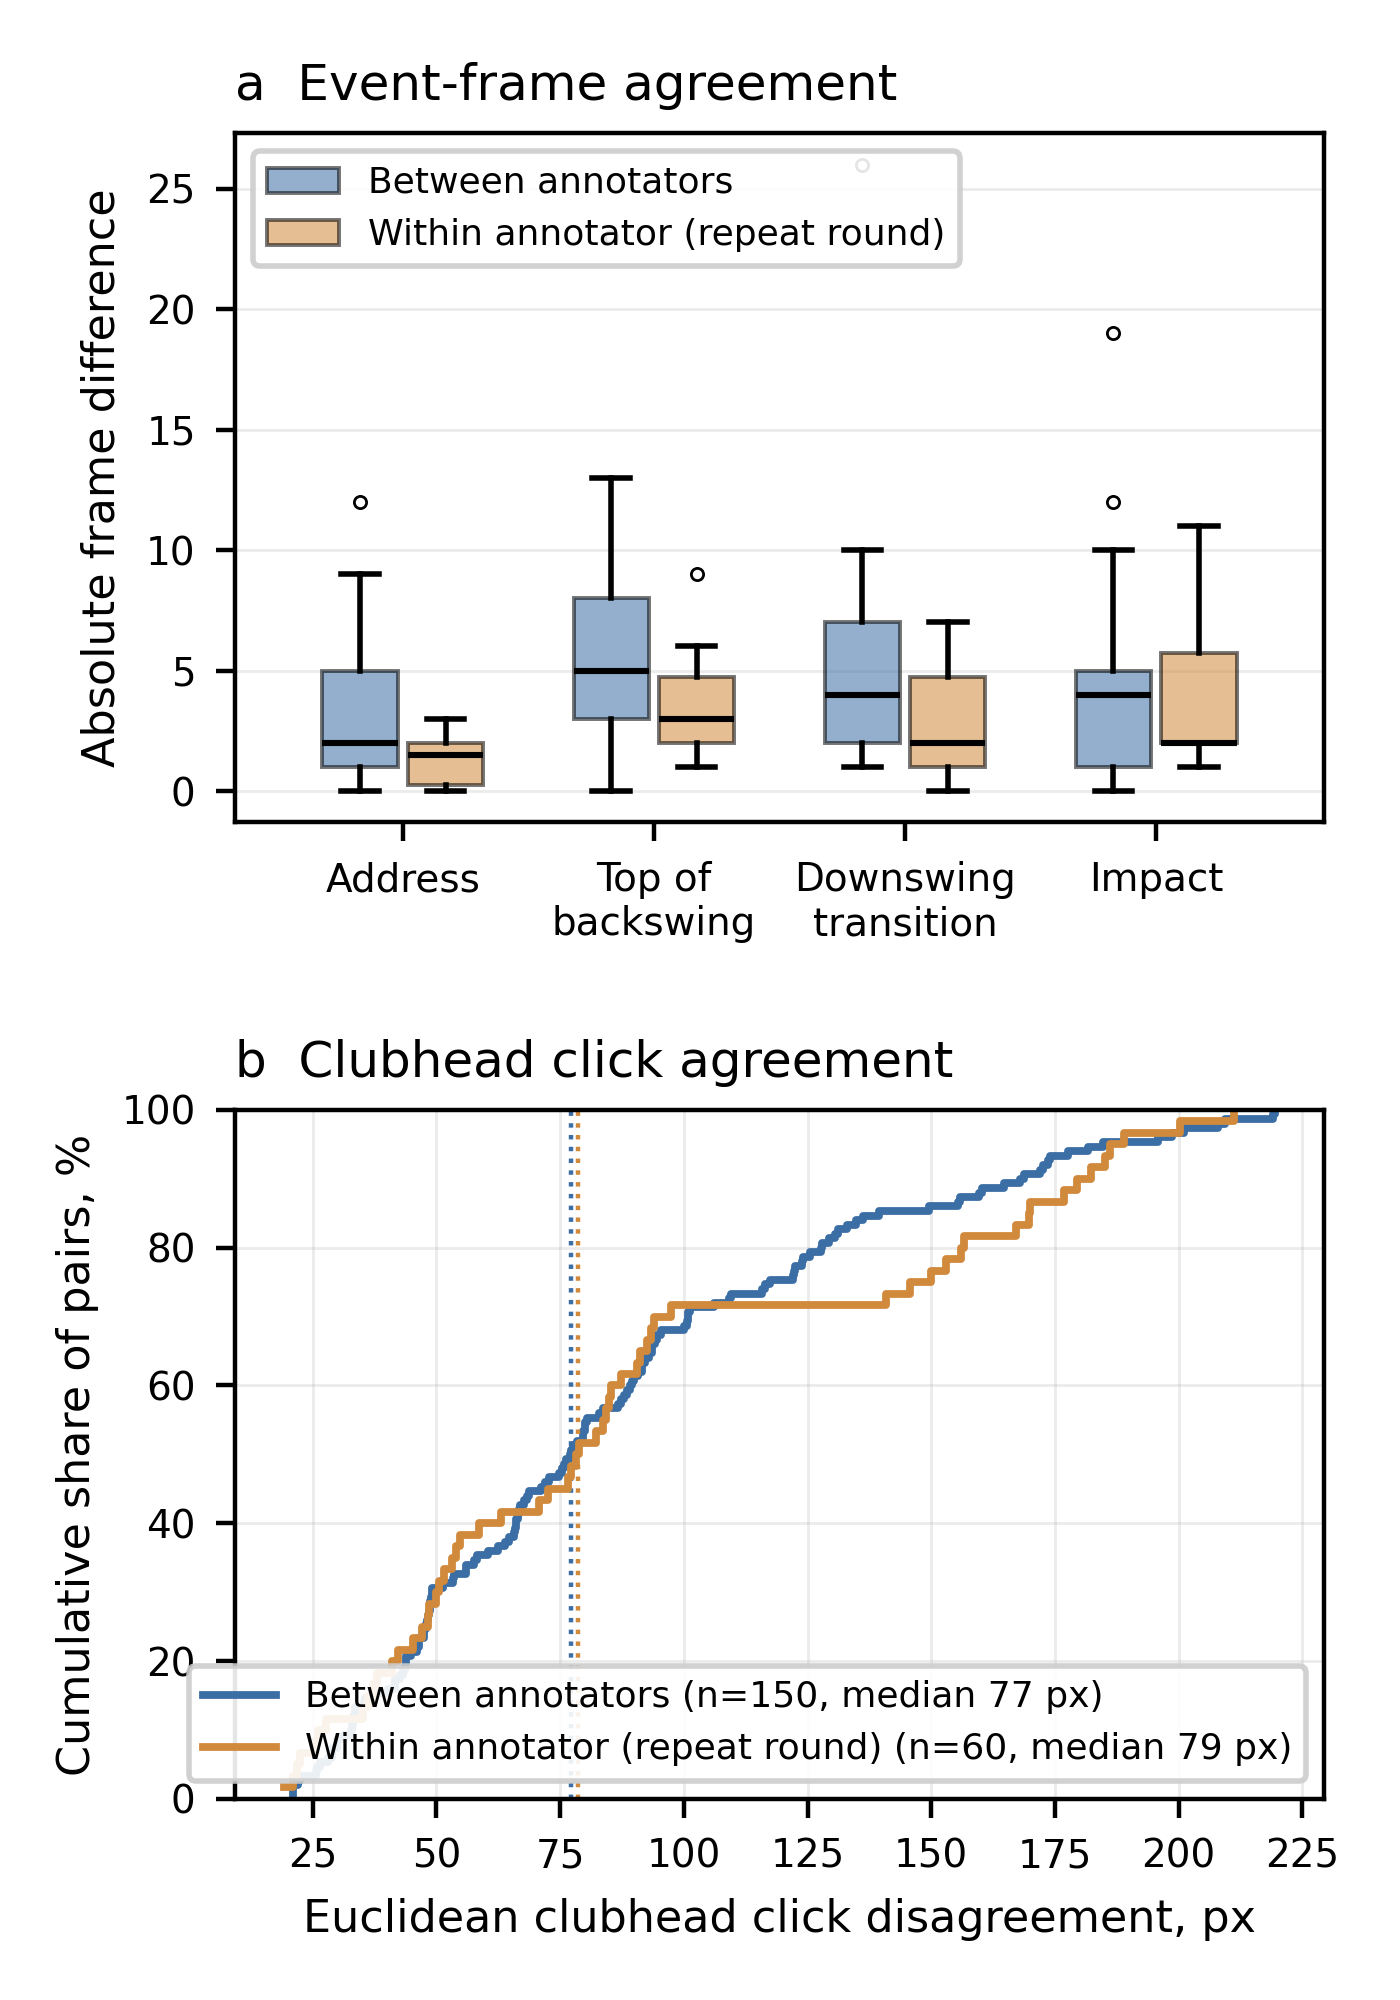 a Event-frame agreement
Absolute frame difference
25
20
15
10
5
0
Between annotators
Within annotator (repeat round)
Address
Top of
backswing
Downswing
transition
Impact
b Clubhead click agreement
Cumulative share of pairs, %
100
80
60
40
20
0
Between annotators (n=150, median 77 px)
Within annotator (repeat round) (n=60, median 79 px)
25 50 75 100 125 150 175 200 225
Euclidean clubhead click disagreement, px